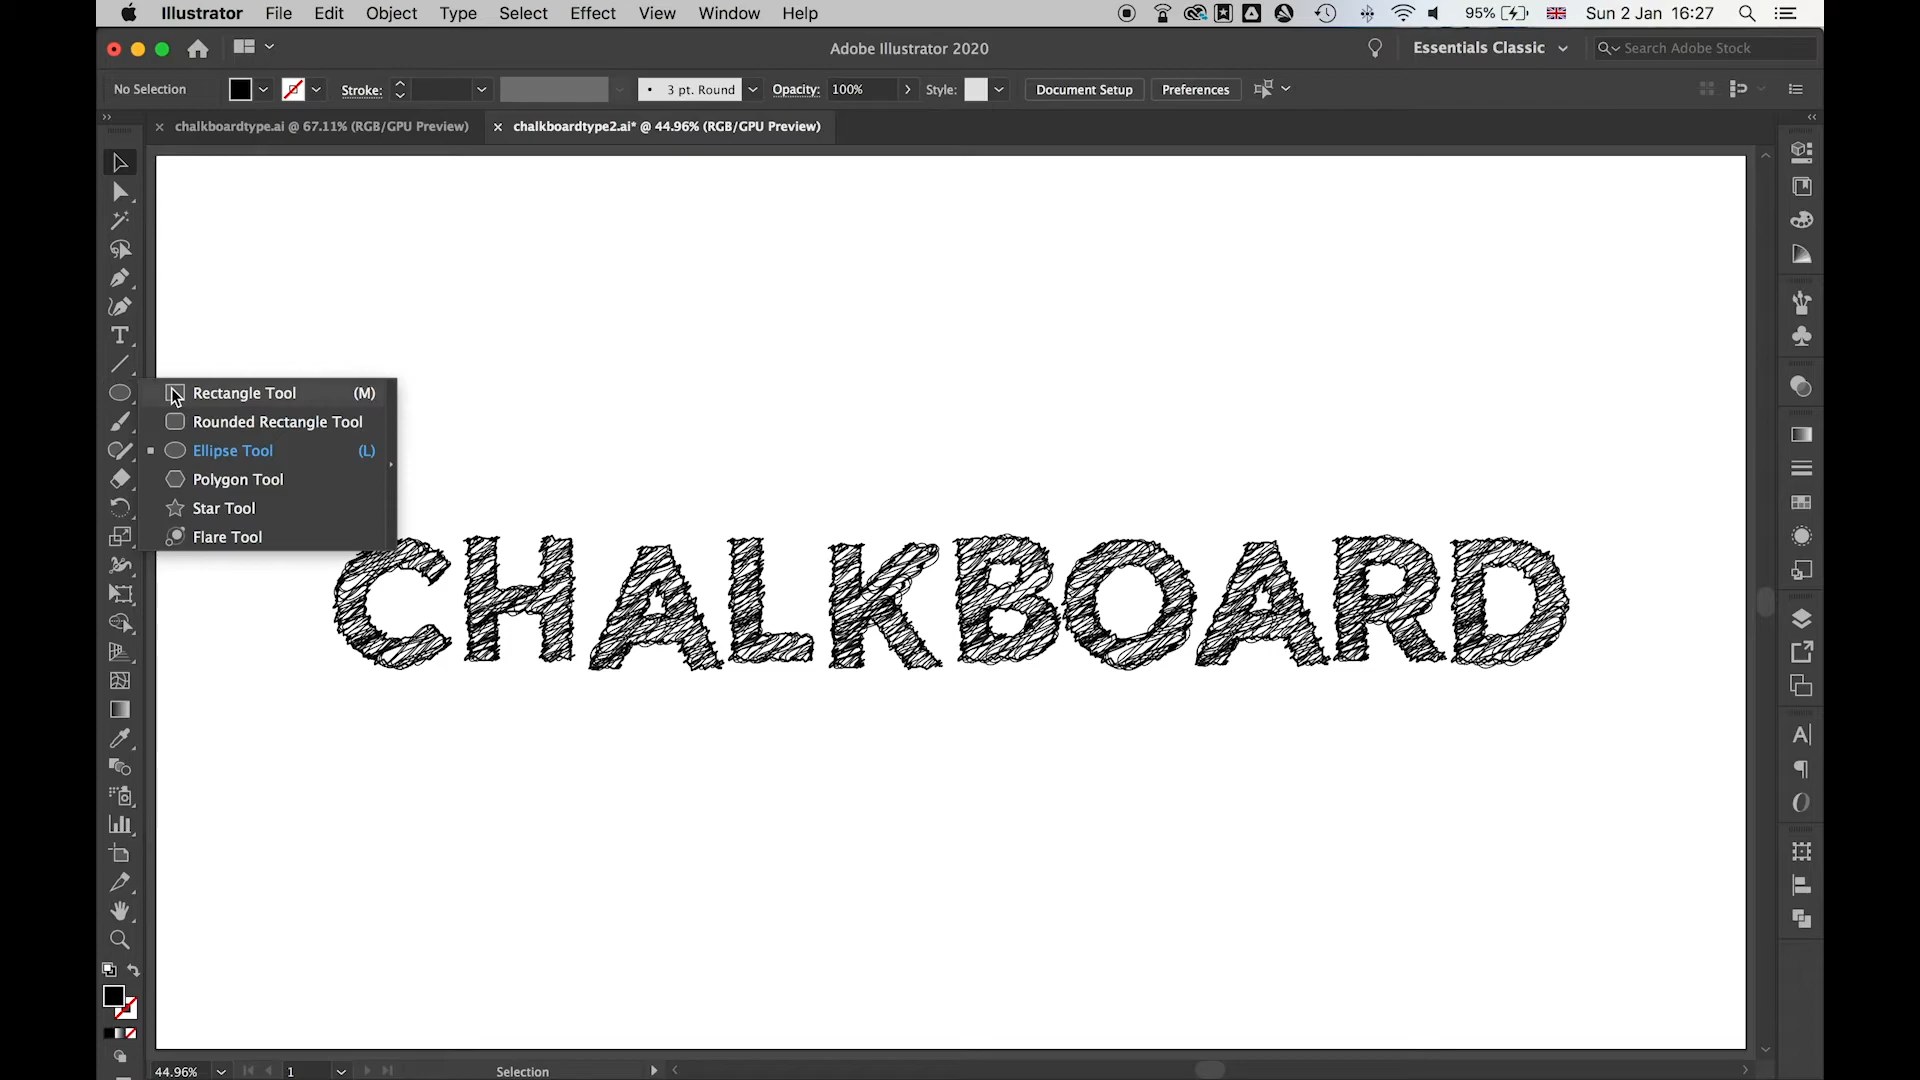 Illustrator File Edit Object Type Select Effect View Window Help 95% Sun 2 Jan 16:27
Adobe Illustrator 2020 Essentials Classic Search Adobe Stock
No Selection Stroke: 3 pt. Round Opacity: 100% Style: Document Setup Preferences
chalkboardtype.ai @ 67.11% (RGB/GPU Preview) chalkboardtype2.ai* @ 44.96% (RGB/GPU Preview)
Rectangle Tool (M)
Rounded Rectangle Tool
Ellipse Tool (L)
Polygon Tool
Star Tool
Flare Tool
CHALKBOARD
44.96% 1 Selection